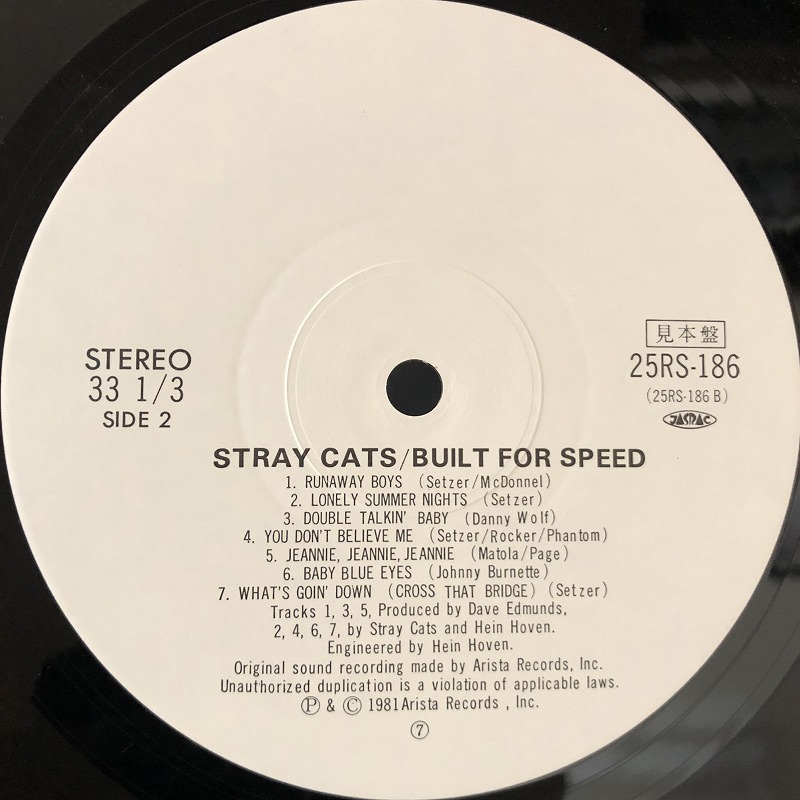 STEREO
33 1/3
SIDE 2
見本盤
25RS-186
(25RS-186 B)
JASRAC
STRAY CATS/BUILT FOR SPEED
1. RUNAWAY BOYS (Setzer/McDonnel)
2. LONELY SUMMER NIGHTS (Setzer)
3. DOUBLE TALKIN' BABY (Danny Wolf)
4. YOU DON'T BELIEVE ME (Setzer/Rocker/Phantom)
5. JEANNIE, JEANNIE, JEANNIE (Matola/Page)
6. BABY BLUE EYES (Johnny Burnette)
7. WHAT'S GOIN' DOWN (CROSS THAT BRIDGE) (Setzer)
Tracks 1, 3, 5, Produced by Dave Edmunds,
2, 4, 6, 7, by Stray Cats and Hein Hoven.
Engineered by Hein Hoven.
Original sound recording made by Arista Records, Inc.
Unauthorized duplication is a violation of applicable laws.
Ⓟ & Ⓒ 1981 Arista Records , Inc.
⑦